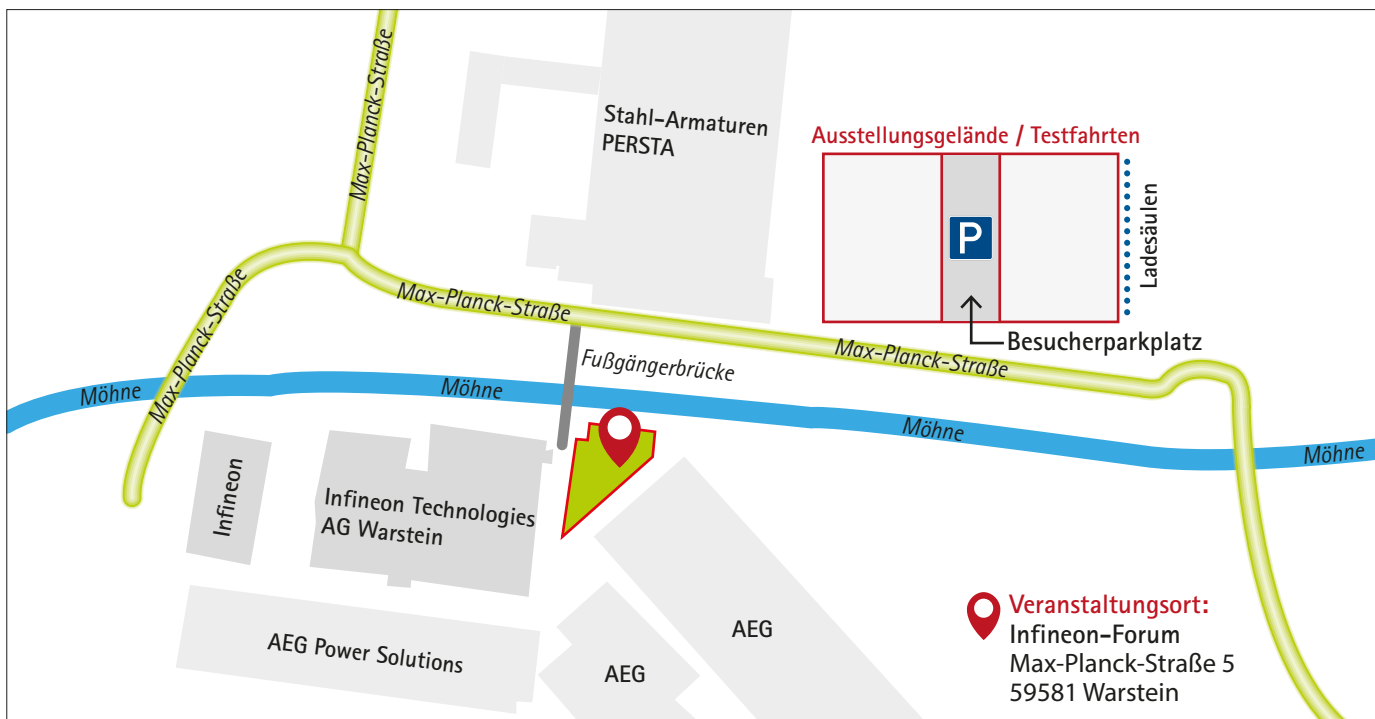 Max-Planck-Straße
Stahl-Armaturen
PERSTA
Ausstellungsgelände / Testfahrten
P
Ladesäulen
Besucherparkplatz
Max-Planck-Straße
Max-Planck-Straße
Max-Planck-Straße
Fußgängerbrücke
Möhne
Möhne
Möhne
Möhne
Infineon
Infineon Technologies
AG Warstein
AEG Power Solutions
AEG
AEG
Veranstaltungsort:
Infineon-Forum
Max-Planck-Straße 5
59581 Warstein